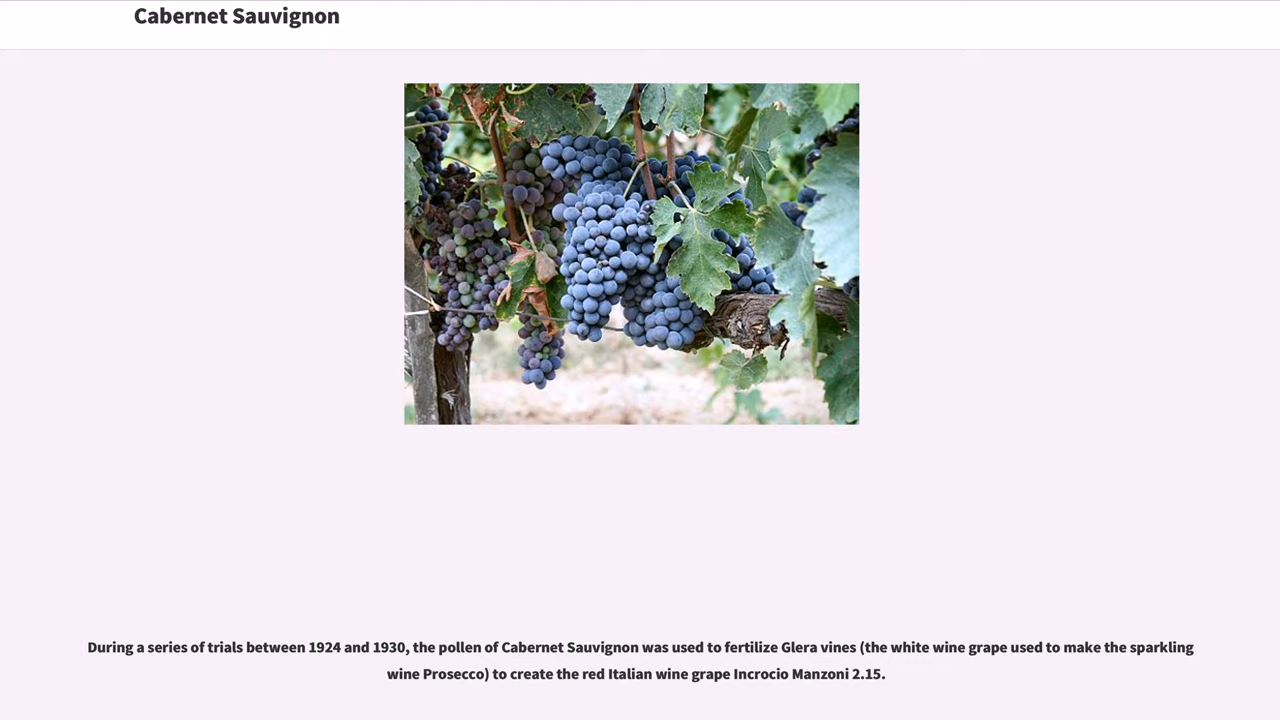 Cabernet Sauvignon
During a series of trials between 1924 and 1930, the pollen of Cabernet Sauvignon was used to fertilize Glera vines (the white wine grape used to make the sparkling
wine Prosecco) to create the red Italian wine grape Incrocio Manzoni 2.15.